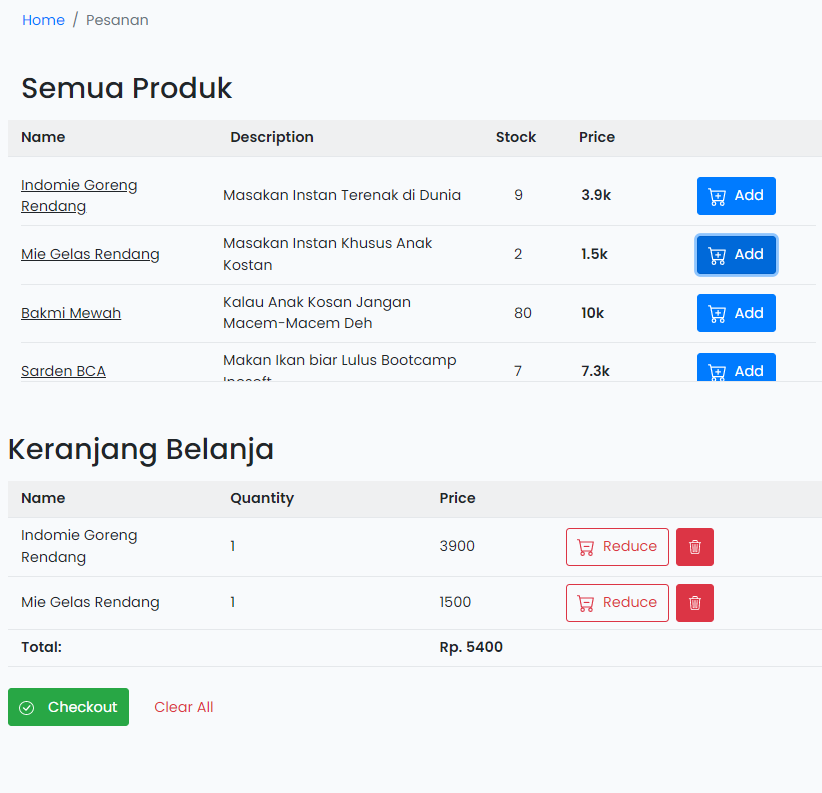 Home / Pesanan
Semua Produk
Name Description Stock Price
Indomie Goreng
Rendang
Masakan Instan Terenak di Dunia 9 3.9k Add
Mie Gelas Rendang
Masakan Instan Khusus Anak
Kostan
2 1.5k Add
Bakmi Mewah
Kalau Anak Kosan Jangan
Macem-Macem Deh
80 10k Add
Sarden BCA
Makan Ikan biar Lulus Bootcamp
7 7.3k Add
Keranjang Belanja
Name Quantity Price
Indomie Goreng
Rendang
1 3900 Reduce
Mie Gelas Rendang 1 1500 Reduce
Total: Rp. 5400
Checkout Clear All